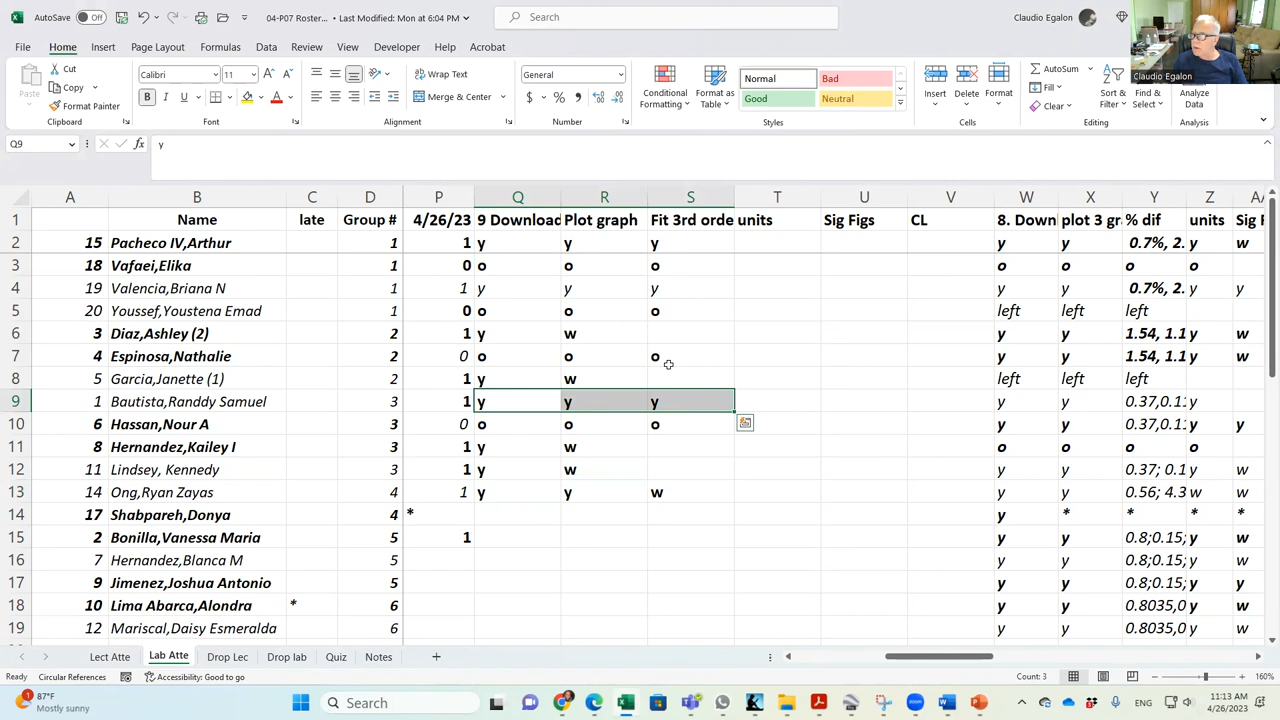 AutoSave Off 04-P07 Roster... • Last Modified: Mon at 6:04 PM Search Claudio Egalon
File Home Insert Page Layout Formulas Data Review View Developer Help Acrobat
Claudio Egalon
Paste Cut Copy Format Painter Clipboard
Calibri 11 B I U Font
Wrap Text Merge & Center Alignment
General $ % Number
Conditional Formatting Format as Table Normal Bad Good Neutral Styles
Insert Delete Format Cells
AutoSum Fill Clear Sort & Filter Find & Select Editing
Analyze Data Analysis
Q9 fx y
A B C D P Q R S T U V W X Y Z AA
1 Name late Group # 4/26/23 9 Download Plot graph Fit 3rd orde units Sig Figs CL 8. Down plot 3 gr % dif units Sig F
2 15 Pacheco IV,Arthur 1 1 y y y y y 0.7%, 2. y w
3 18 Vafaei,Elika 1 0 o o o o o o o
4 19 Valencia,Briana N 1 1 y y y y y 0.7%, 2. y y
5 20 Youssef,Youstena Emad 1 0 o o o left left left
6 3 Diaz,Ashley (2) 2 1 y w y y 1.54, 1.1 y w
7 4 Espinosa,Nathalie 2 0 o o o y y 1.54, 1.1 y w
8 5 Garcia,Janette (1) 2 1 y w left left left
9 1 Bautista,Randdy Samuel 3 1 y y y y y 0.37,0.11 y w
10 6 Hassan,Nour A 3 0 o o o y y 0.37,0.11 y y
11 8 Hernandez,Kailey I 3 1 y w o o o o
12 11 Lindsey, Kennedy 3 1 y w y y 0.37; 0.1 y w
13 14 Ong,Ryan Zayas 4 1 y y w y y 0.56; 4.3 w w
14 17 Shabpareh,Donya 4 * y * * * *
15 2 Bonilla,Vanessa Maria 5 1 y y 0.8;0.15; y w
16 7 Hernandez,Blanca M 5 y y 0.8;0.15; y w
17 9 Jimenez,Joshua Antonio 5 y y 0.8;0.15; y y
18 10 Lima Abarca,Alondra * 6 y y 0.8035,0 y w
19 12 Mariscal,Daisy Esmeralda 6 y y 0.8035,0 y w
Lect Atte Lab Atte Drop Lec Drop lab Quiz Notes +
Ready Circular References Accessibility: Good to go Count: 3 160%
87°F
Mostly sunny
Search
ENG
11:13 AM
4/26/2023